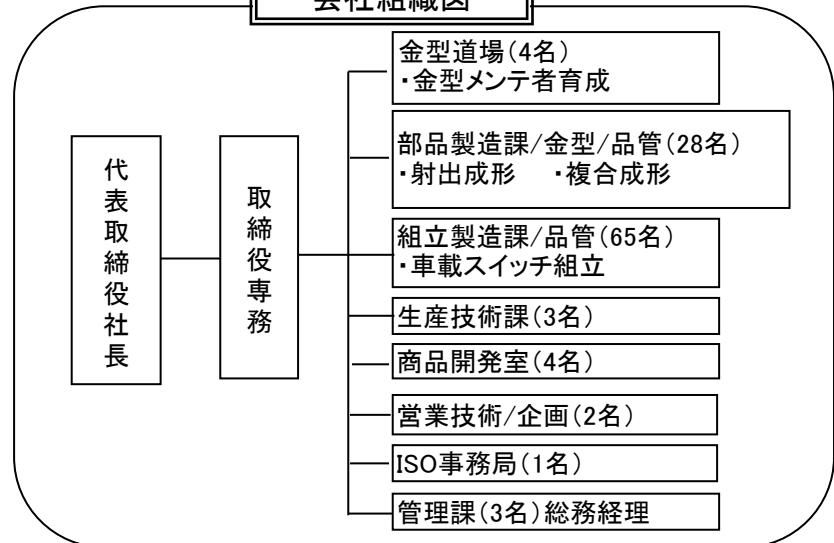 会社組織図
代表取締役社長
取締役専務
金型道場(4名)
・金型メンテ者育成
部品製造課/金型/品管(28名)
・射出成形　・複合成形
組立製造課/品管(65名)
・車載スイッチ組立
生産技術課(3名)
商品開発室(4名)
営業技術/企画(2名)
ISO事務局(1名)
管理課(3名)総務経理